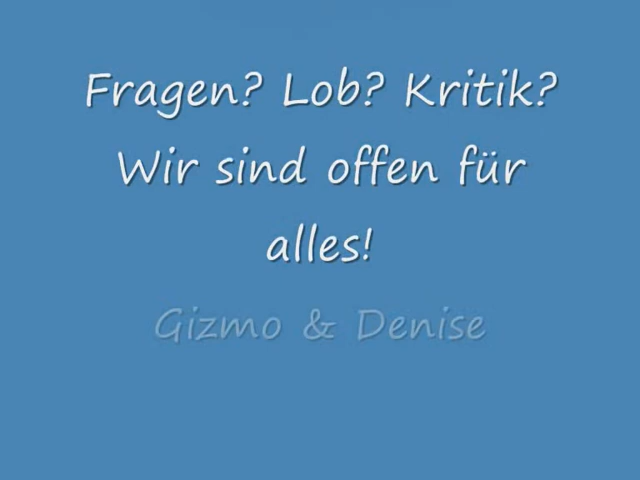 Fragen? Lob? Kritik?
Wir sind offen für
alles!
Gizmo & Denise